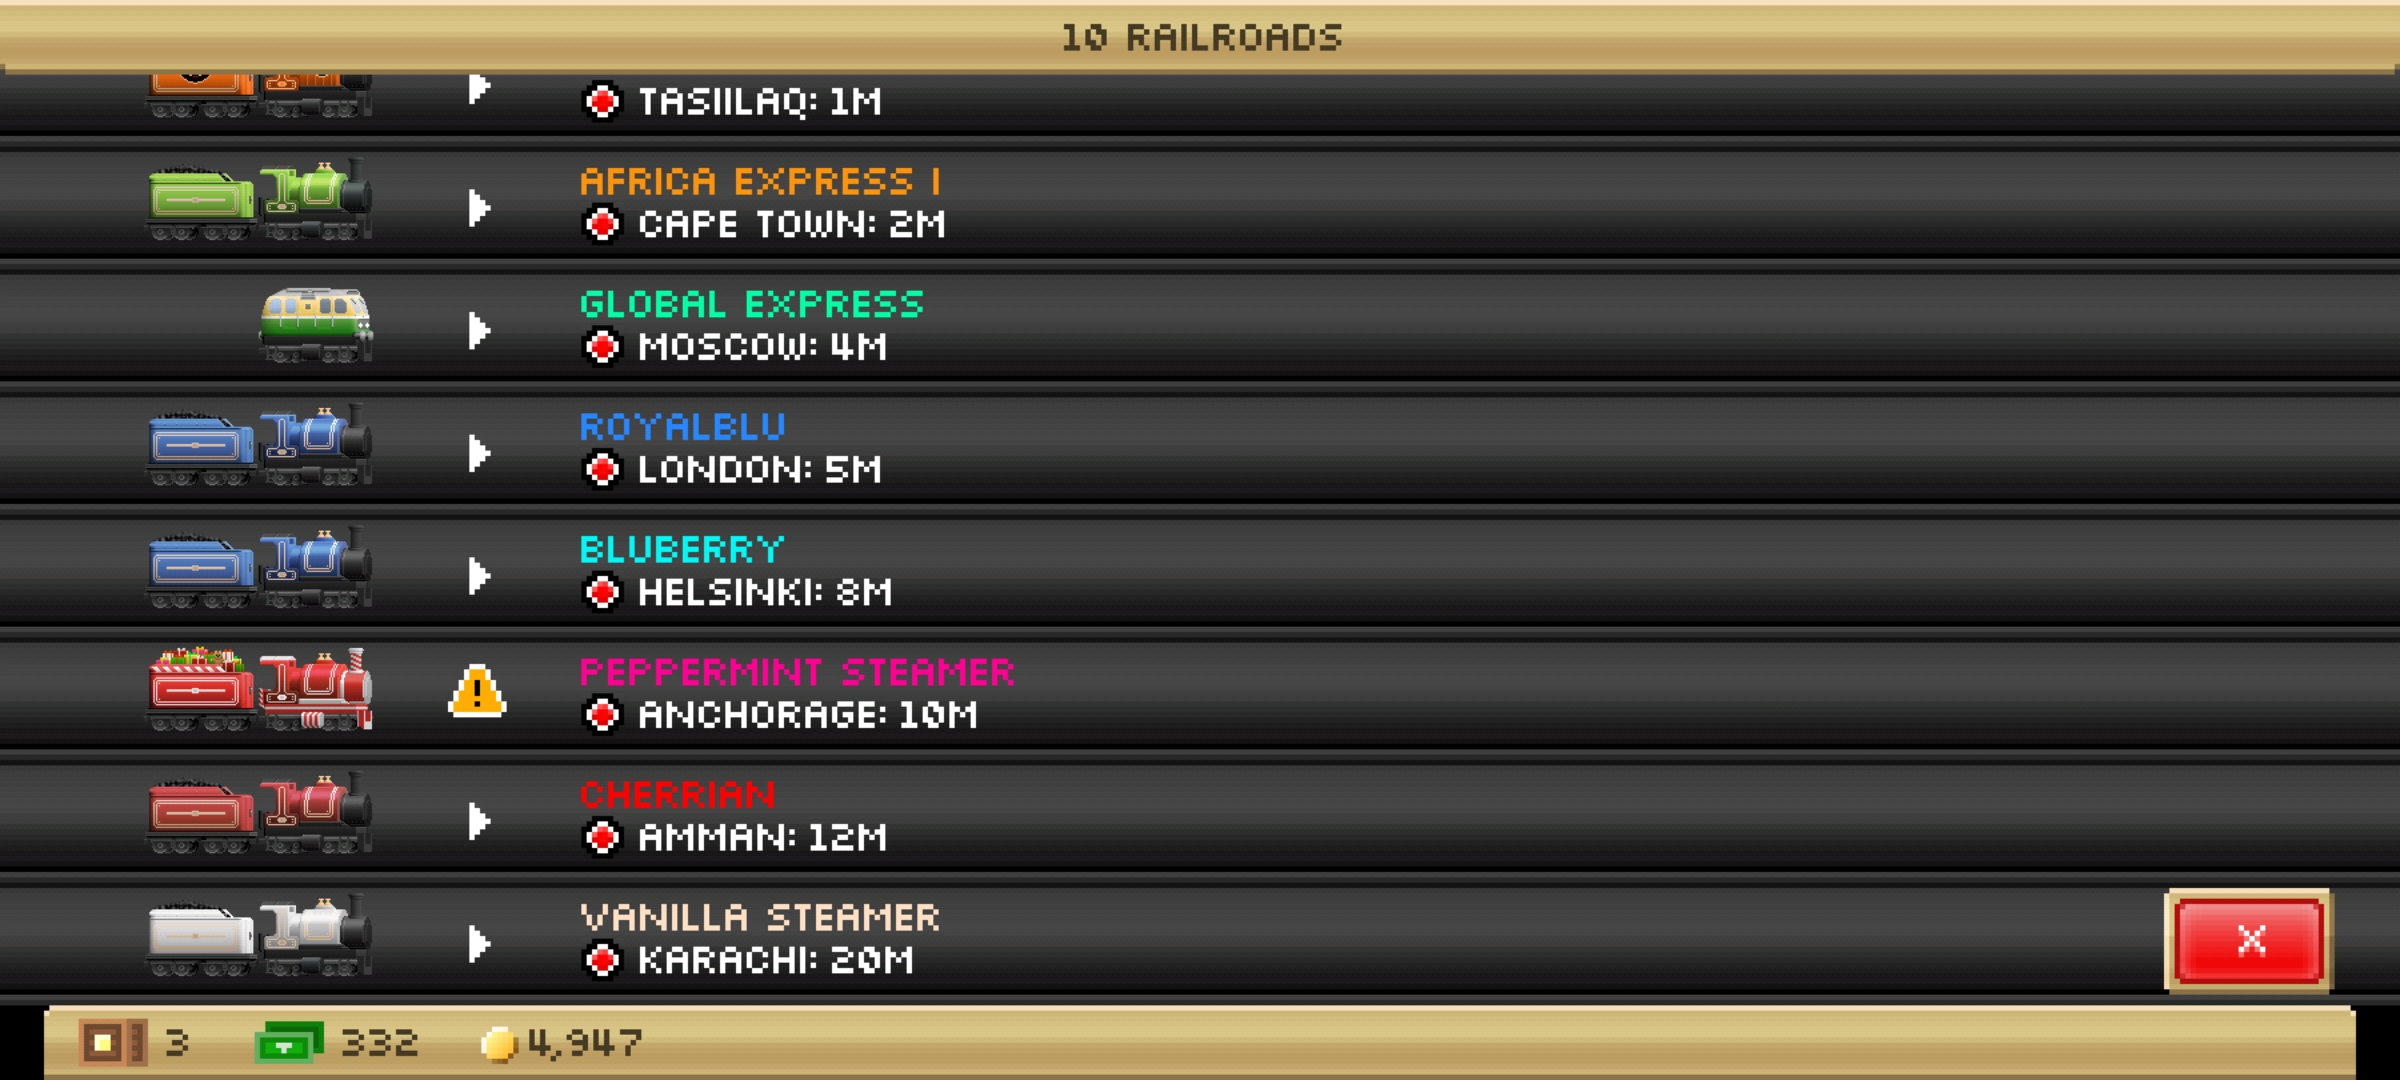 10 RAILROADS
TASIILAQ: 1M
AFRICA EXPRESS I
CAPE TOWN: 2M
GLOBAL EXPRESS
MOSCOW: 4M
ROYALBLU
LONDON: 5M
BLUBERRY
HELSINKI: 8M
PEPPERMINT STEAMER
ANCHORAGE: 10M
CHERRIAN
AMMAN: 12M
VANILLA STEAMER
KARACHI: 20M
X
3 332 4,947